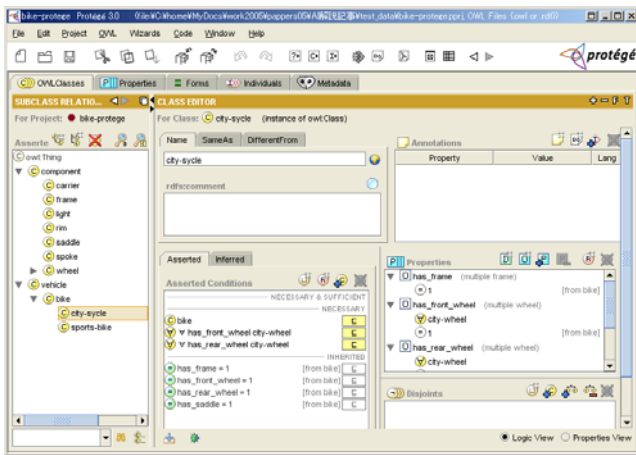 bike-protege Protégé 3.0
OWL Files (owl or rdf)
File Edit Project OWL Wizards Code Window Help
protégé
OWLClasses Properties Forms Individuals Metadata
SUBCLASS RELATIO...
CLASS EDITOR
For Project: bike-protege
For Class: city-sycle (instance of owl:Class)
Asserte
Name SameAs DifferentFrom
Annotations
city-sycle
Property Value Lang
rdfs:comment
owl:Thing
component
carrier
frame
light
rim
saddle
spoke
wheel
vehicle
bike
city-sycle
sports-bike
Asserted Inferred
Asserted Conditions
NECESSARY & SUFFICIENT
NECESSARY
bike
∀ has_front_wheel city-wheel
∀ has_rear_wheel city-wheel
INHERITED
has_frame = 1 [from bike]
has_front_wheel = 1 [from bike]
has_rear_wheel = 1 [from bike]
has_saddle = 1 [from bike]
Properties
has_frame (multiple frame)
1 [from bike]
has_front_wheel (multiple wheel)
city-wheel
1 [from bike]
has_rear_wheel (multiple wheel)
city-wheel
Disjoints
Logic View Properties View